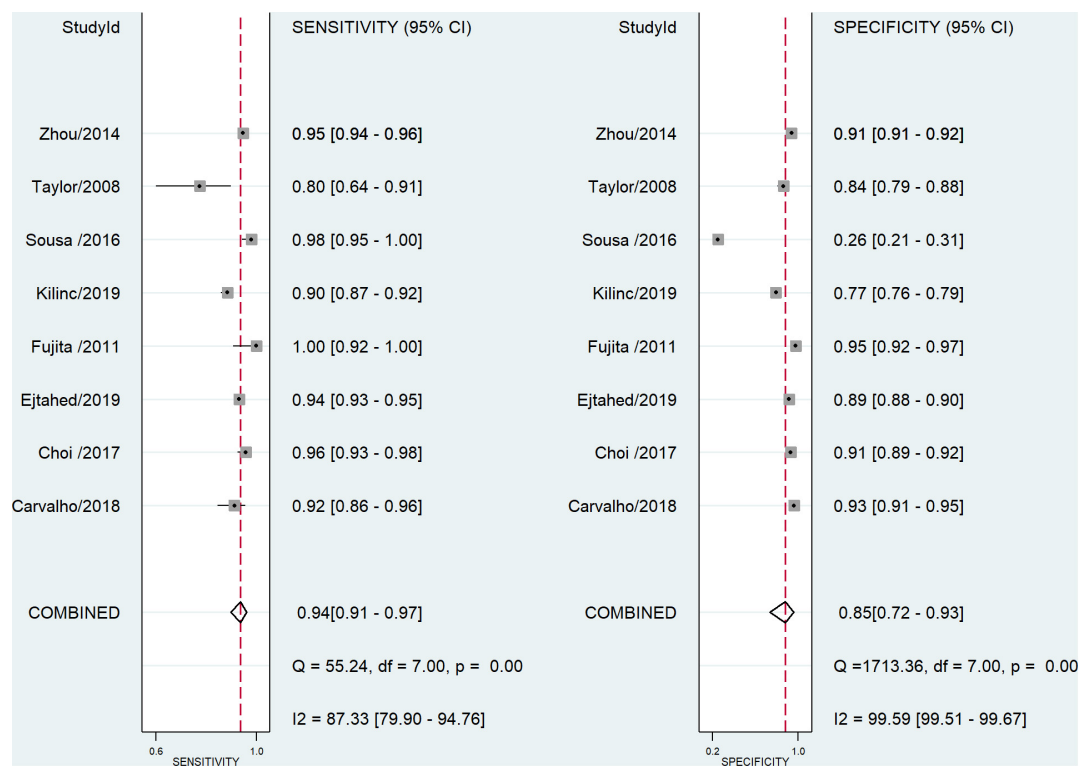 StudyId SENSITIVITY (95% CI) StudyId SPECIFICITY (95% CI)
Zhou/2014 0.95 [0.94 - 0.96] Zhou/2014 0.91 [0.91 - 0.92]
Taylor/2008 0.80 [0.64 - 0.91] Taylor/2008 0.84 [0.79 - 0.88]
Sousa /2016 0.98 [0.95 - 1.00] Sousa /2016 0.26 [0.21 - 0.31]
Kilinc/2019 0.90 [0.87 - 0.92] Kilinc/2019 0.77 [0.76 - 0.79]
Fujita /2011 1.00 [0.92 - 1.00] Fujita /2011 0.95 [0.92 - 0.97]
Ejtahed/2019 0.94 [0.93 - 0.95] Ejtahed/2019 0.89 [0.88 - 0.90]
Choi /2017 0.96 [0.93 - 0.98] Choi /2017 0.91 [0.89 - 0.92]
Carvalho/2018 0.92 [0.86 - 0.96] Carvalho/2018 0.93 [0.91 - 0.95]
COMBINED 0.94[0.91 - 0.97] COMBINED 0.85[0.72 - 0.93]
Q = 55.24, df = 7.00, p =  0.00 Q =1713.36, df = 7.00, p =  0.00
I2 = 87.33 [79.90 - 94.76] I2 = 99.59 [99.51 - 99.67]
0.6 1.0 0.2 1.0
SENSITIVITY SPECIFICITY